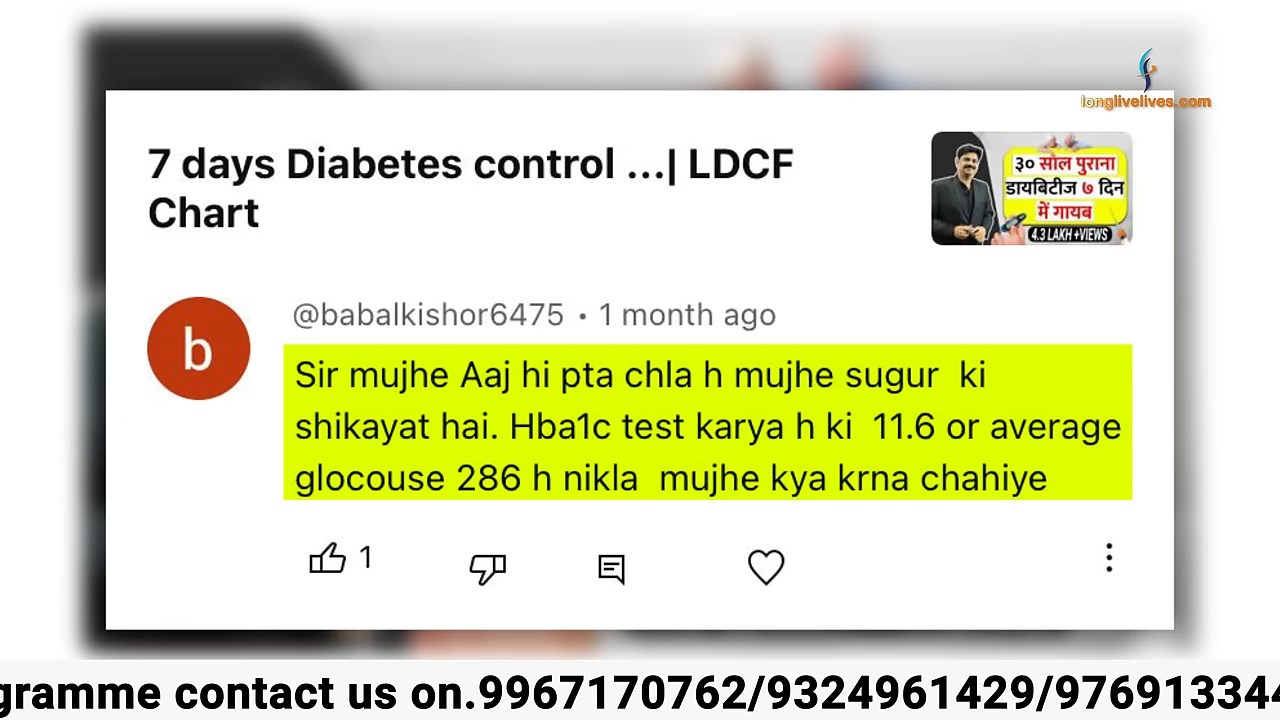 longlivelives.com
7 days Diabetes control ...| LDCF
Chart
३० साल पुराना
डायबिटीज ७ दिन
में गायब
4.3 LAKH +VIEWS
b
@babalkishor6475 • 1 month ago
Sir mujhe Aaj hi pta chla h mujhe sugur ki
shikayat hai. Hba1c test karya h ki 11.6 or average
glocouse 286 h nikla mujhe kya krna chahiye
1
gramme contact us on.9967170762/9324961429/976913344